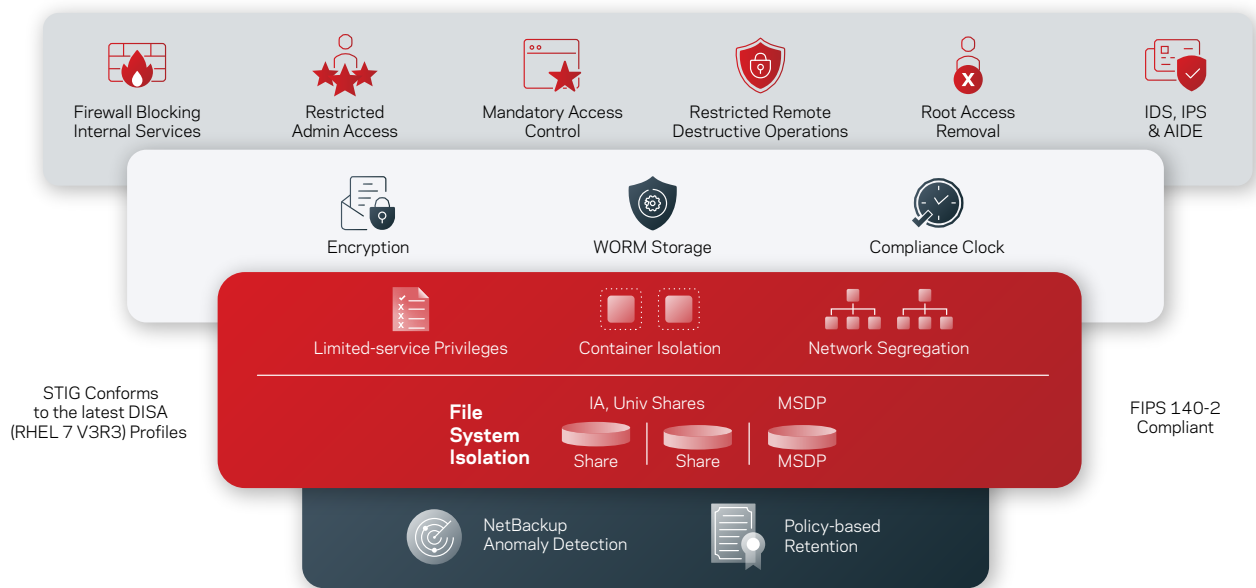 Firewall Blocking
Internal Services
Restricted
Admin Access
Mandatory Access
Control
Restricted Remote
Destructive Operations
X
Root Access
Removal
IDS, IPS
& AIDE
Encryption
WORM Storage
Compliance Clock
Limited-service Privileges
Container Isolation
Network Segregation
STIG Conforms
to the latest DISA
(RHEL 7 V3R3) Profiles
File
System
Isolation
IA, Univ Shares
MSDP
Share
Share
MSDP
FIPS 140-2
Compliant
NetBackup
Anomaly Detection
Policy-based
Retention